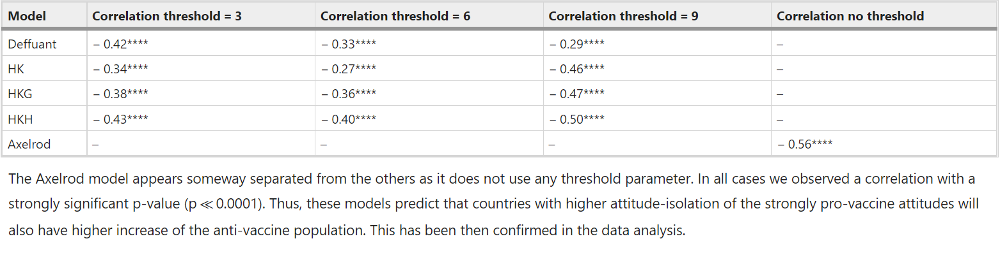 Model Correlation threshold = 3 Correlation threshold = 6 Correlation threshold = 9 Correlation no threshold
Deffuant – 0.42**** – 0.33**** – 0.29**** –
HK – 0.34**** – 0.27**** – 0.46**** –
HKG – 0.38**** – 0.36**** – 0.47**** –
HKH – 0.43**** – 0.40**** – 0.50**** –
Axelrod – – – – 0.56****
The Axelrod model appears someway separated from the others as it does not use any threshold parameter. In all cases we observed a correlation with a
strongly significant p-value (p ≪ 0.0001). Thus, these models predict that countries with higher attitude-isolation of the strongly pro-vaccine attitudes will
also have higher increase of the anti-vaccine population. This has been then confirmed in the data analysis.